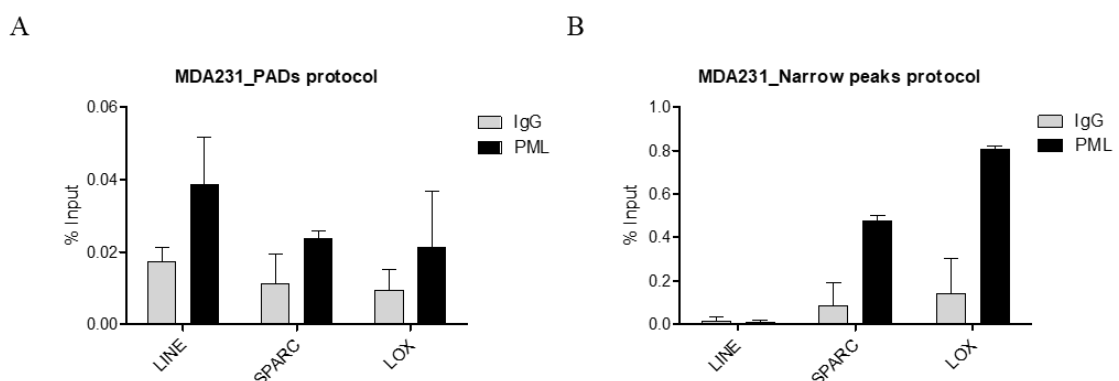 A
MDA231_PADs protocol
0.06
0.04
0.02
0.00
% Input
LINE
SPARC
LOX
IgG
PML
B
MDA231_Narrow peaks protocol
1.0
0.8
0.6
0.4
0.2
0.0
% Input
LINE
SPARC
LOX
IgG
PML